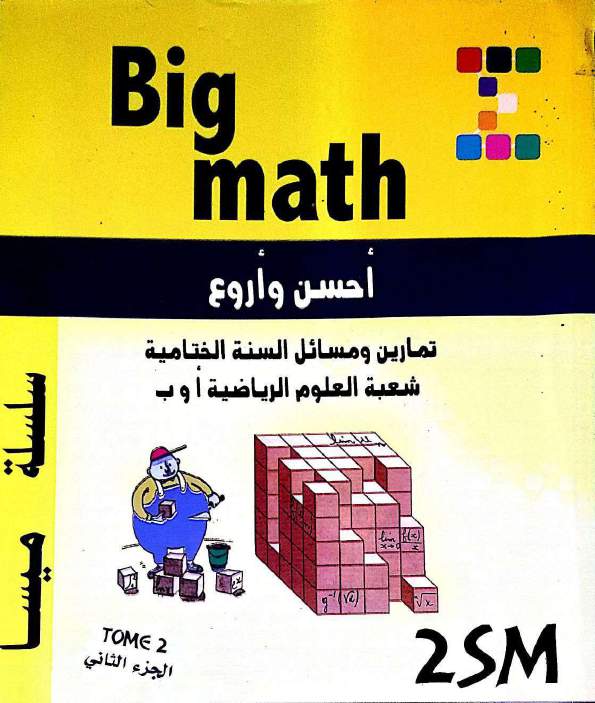 Big
math
أحسن وأروع
تمارين ومسائل السنة الختامية
شعبة العلوم الرياضية أ و ب
سلسلة ميسا
TOME 2
الجزء الثاني
2SM